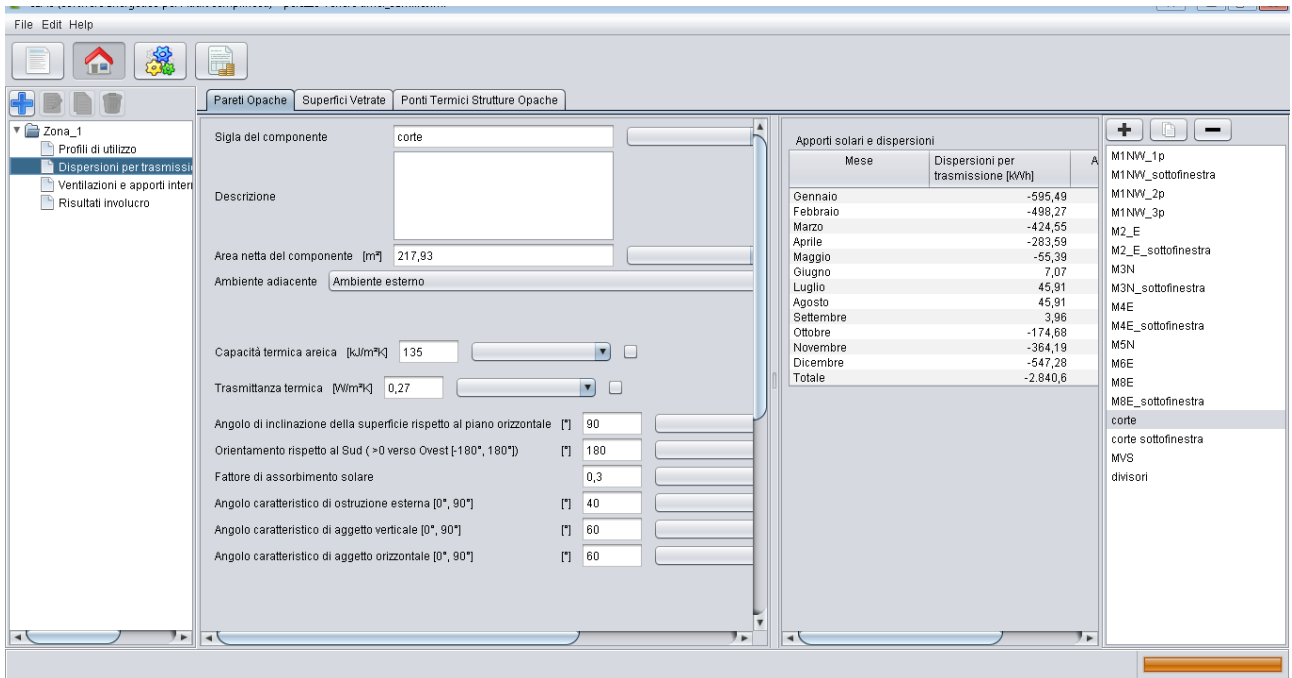 File Edit Help
Pareti Opache Superfici Vetrate Ponti Termici Strutture Opache
Zona_1
Profili di utilizzo
Dispersioni per trasmissi
Ventilazioni e apporti inter
Risultati involucro
Sigla del componente corte
Descrizione
Area netta del componente [m²] 217,93
Ambiente adiacente Ambiente esterno
Capacità termica areica [kJ/m²K] 135
Trasmittanza termica [W/m²K] 0,27
Angolo di inclinazione della superficie rispetto al piano orizzontale [°] 90
Orientamento rispetto al Sud ( >0 verso Ovest [-180°, 180°]) [°] 180
Fattore di assorbimento solare 0,3
Angolo caratteristico di ostruzione esterna [0°, 90°] [°] 40
Angolo caratteristico di aggetto verticale [0°, 90°] [°] 60
Angolo caratteristico di aggetto orizzontale [0°, 90°] [°] 60
Apporti solari e dispersioni
Mese Dispersioni per A
trasmissione [kWh]
Gennaio -595,49
Febbraio -498,27
Marzo -424,55
Aprile -283,59
Maggio -55,39
Giugno 7,07
Luglio 45,91
Agosto 45,91
Settembre 3,96
Ottobre -174,68
Novembre -364,19
Dicembre -547,28
Totale -2.840,6
M1NW_1p
M1NW_sottofinestra
M1NW_2p
M1NW_3p
M2_E
M2_E_sottofinestra
M3N
M3N_sottofinestra
M4E
M4E_sottofinestra
M5N
M6E
M8E
M8E_sottofinestra
corte
corte sottofinestra
MVS
divisori